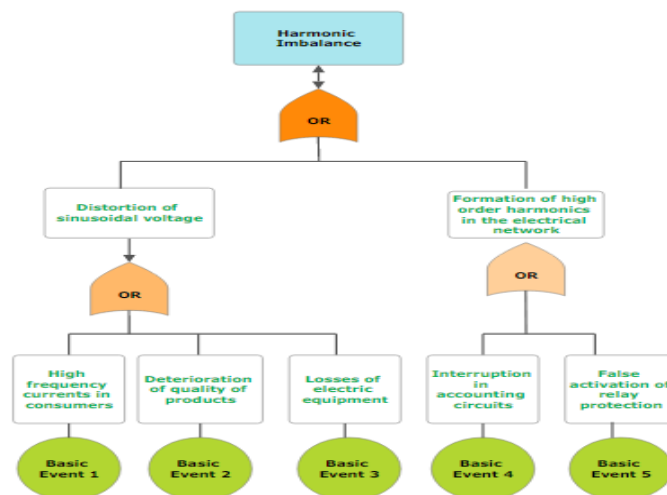 Harmonic
Imbalance
OR
Distortion of
sinusoidal voltage
Formation of high
order harmonics
in the electrical
network
OR
OR
High
frequency
currents in
consumers
Deterioration of
quality of
products
Losses of
electric
equipment
Interruption
in
accounting
circuits
False
activation of
relay
protection
Basic
Event 1
Basic
Event 2
Basic
Event 3
Basic
Event 4
Basic
Event 5